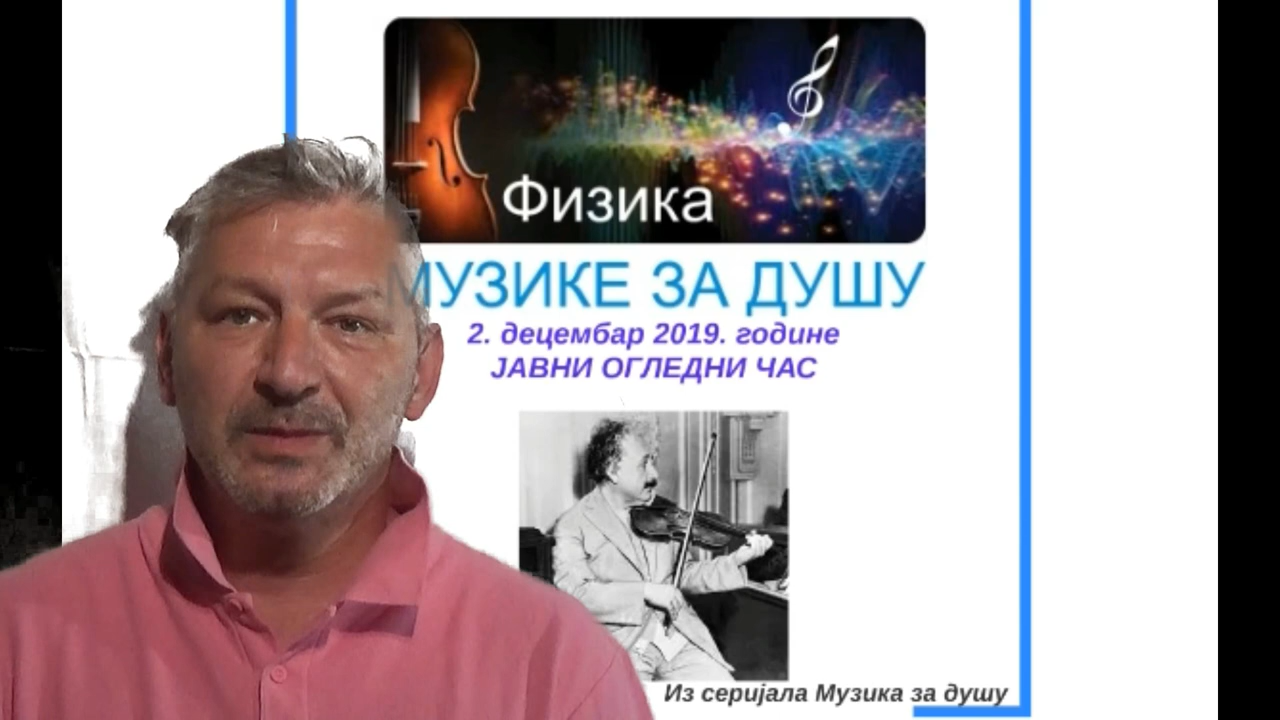 Физика
МУЗИКЕ ЗА ДУШУ
2. децембар 2019. године
ЈАВНИ ОГЛЕДНИ ЧАС
Из серијала Музика за душу